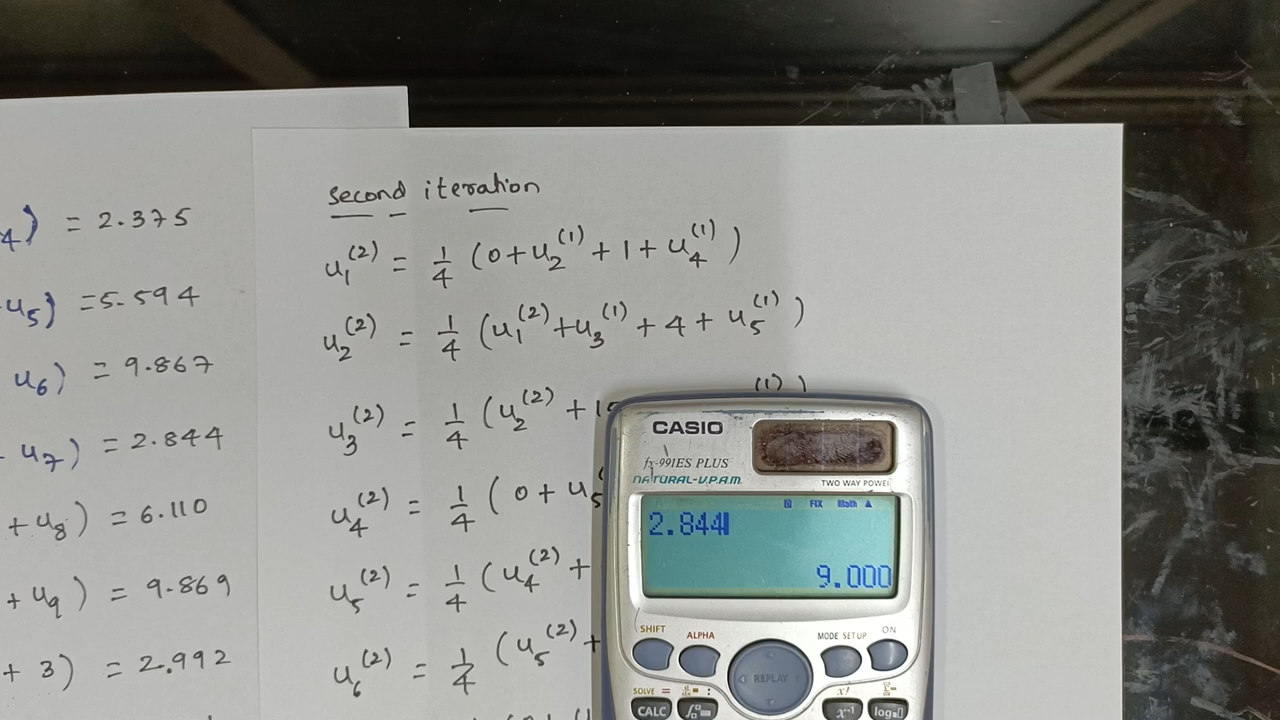 4) = 2.375
u₅) = 5.594
u₆) = 9.867
- u₇) = 2.844
+ u₈) = 6.110
+ u₉) = 9.869
+ 3) = 2.992
second iteration
u₁⁽²⁾ = 1/4 (0 + u₂⁽¹⁾ + 1 + u₄⁽¹⁾)
u₂⁽²⁾ = 1/4 (u₁⁽²⁾ + u₃⁽¹⁾ + 4 + u₅⁽¹⁾)
u₃⁽²⁾ = 1/4 (u₂⁽²⁾ + ⁽¹⁾)
u₄⁽²⁾ = 1/4 (0 + u₅
u₅⁽²⁾ = 1/4 (u₄⁽²⁾ +
u₆⁽²⁾ = 1/4 (u₅⁽²⁾ +
CASIO
fx-991ES PLUS
NATURAL-V.P.A.M.
TWO WAY POWER
D FIX Math ▲
2.844
9.000
SHIFT ALPHA MODE SETUP ON
REPLAY
SOLVE = : x!
CALC x⁻¹ log